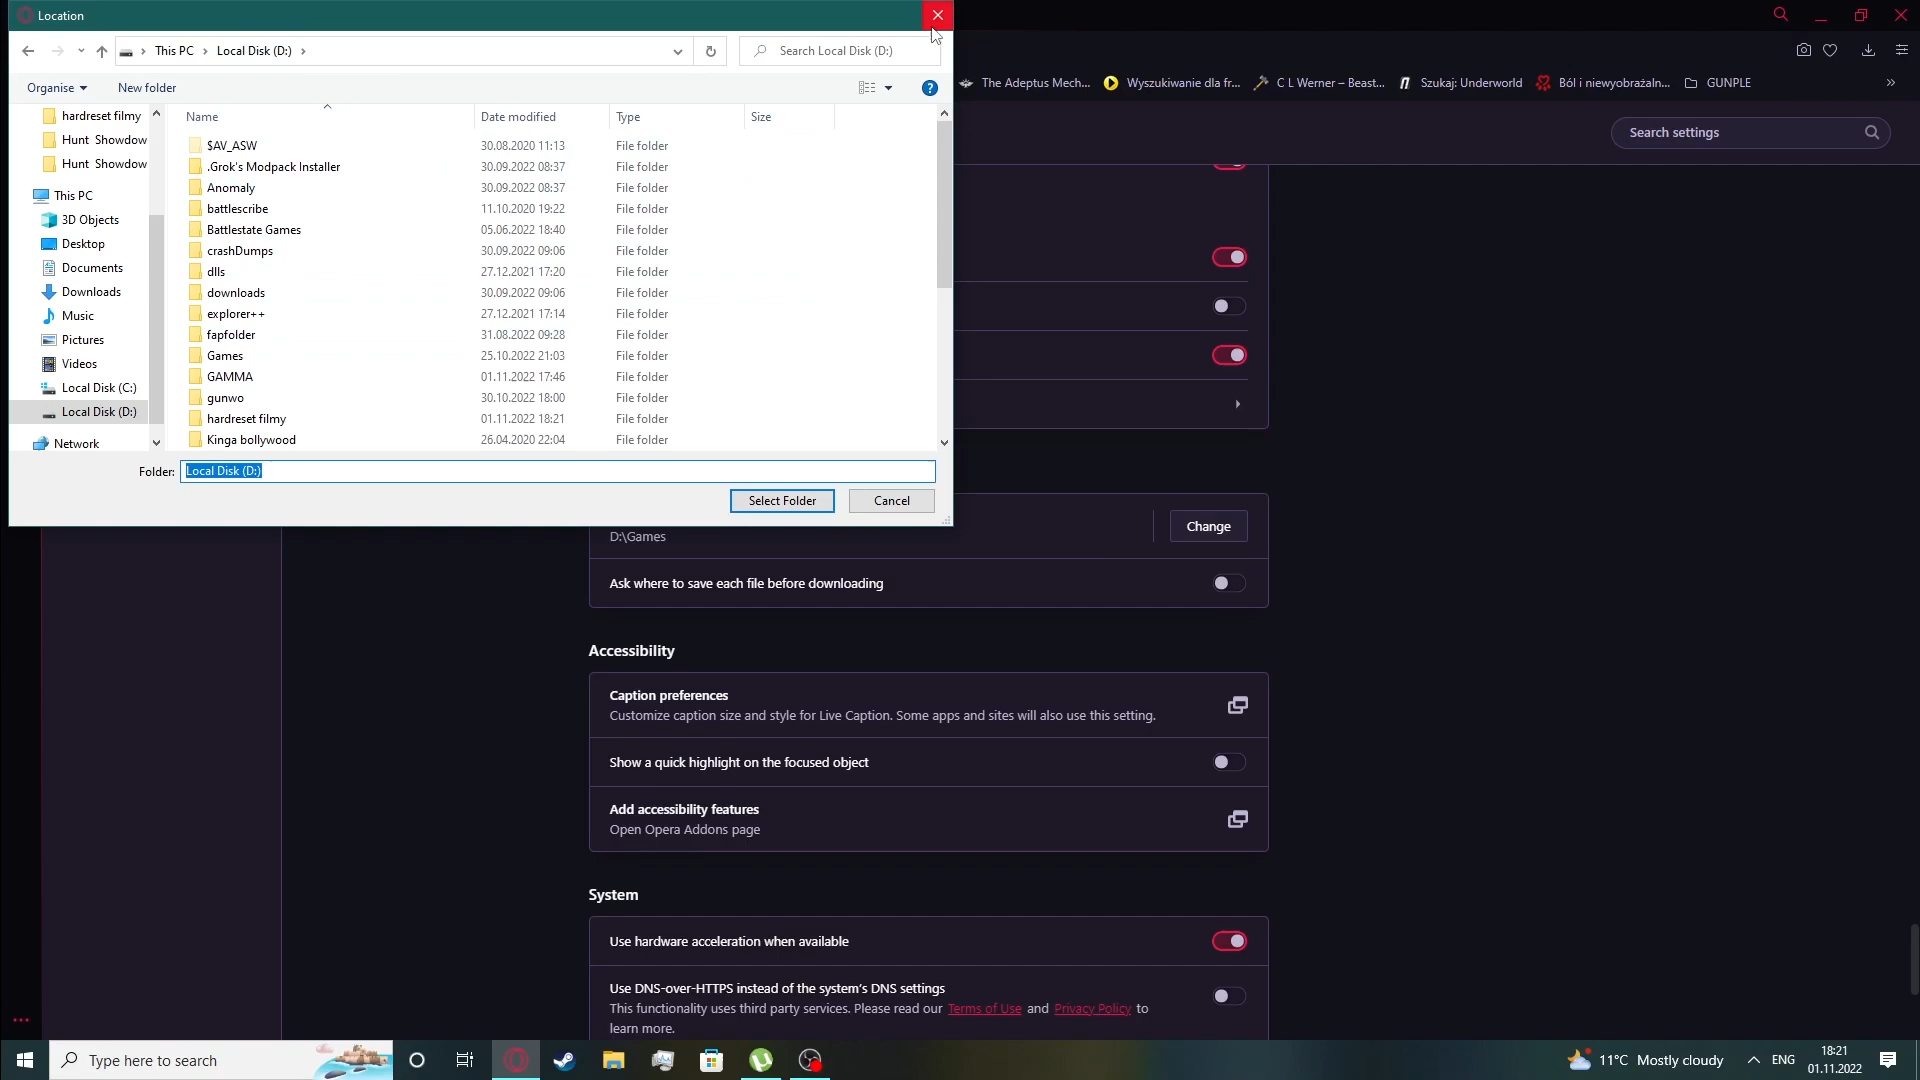 Location
This PC
Local Disk (D:)
Search Local Disk (D:)
Organise
New folder
hardreset filmy
Hunt Showdow
Hunt Showdow
This PC
3D Objects
Desktop
Documents
Downloads
Music
Pictures
Videos
Local Disk (C:)
Local Disk (D:)
Network
Name Date modified Type Size
$AV_ASW 30.08.2020 11:13 File folder
.Grok's Modpack Installer 30.09.2022 08:37 File folder
Anomaly 30.09.2022 08:37 File folder
battlescribe 11.10.2020 19:22 File folder
Battlestate Games 05.06.2022 18:40 File folder
crashDumps 30.09.2022 09:06 File folder
dlls 27.12.2021 17:20 File folder
downloads 30.09.2022 09:06 File folder
explorer++ 27.12.2021 17:14 File folder
fapfolder 31.08.2022 09:28 File folder
Games 25.10.2022 21:03 File folder
GAMMA 01.11.2022 17:46 File folder
gunwo 30.10.2022 18:00 File folder
hardreset filmy 01.11.2022 18:21 File folder
Kinga bollywood 26.04.2020 22:04 File folder
Folder: Local Disk (D:)
Select Folder Cancel
The Adeptus Mech... Wyszukiwanie dla fr... C L Werner – Beast... Szukaj: Underworld Ból i niewyobrażaln... GUNPLE »
Search settings
D:\Games
Change
Ask where to save each file before downloading
Accessibility
Caption preferences
Customize caption size and style for Live Caption. Some apps and sites will also use this setting.
Show a quick highlight on the focused object
Add accessibility features
Open Opera Addons page
System
Use hardware acceleration when available
Use DNS-over-HTTPS instead of the system's DNS settings
This functionality uses third party services. Please read our Terms of Use and Privacy Policy to
learn more.
Type here to search
11°C Mostly cloudy
ENG
18:21
01.11.2022